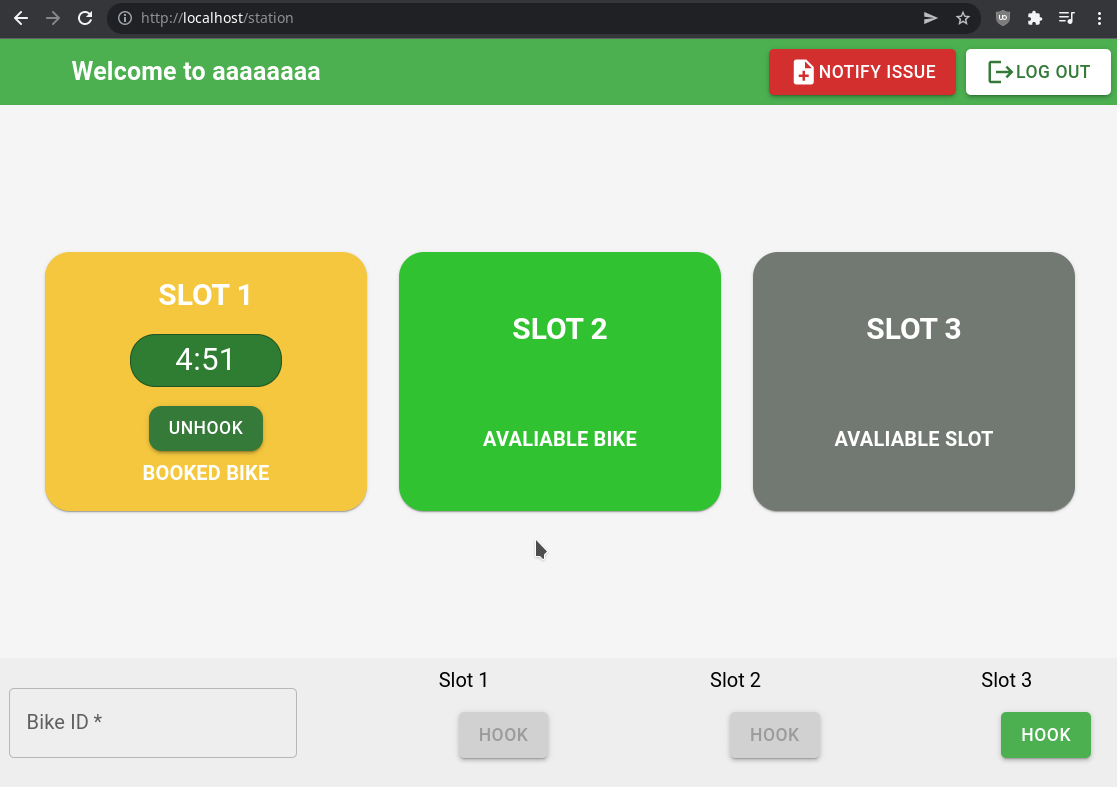 http://localhost/station
Welcome to aaaaaaaa
NOTIFY ISSUE
LOG OUT
SLOT 1
4:51
UNHOOK
BOOKED BIKE
SLOT 2
AVALIABLE BIKE
SLOT 3
AVALIABLE SLOT
Bike ID *
Slot 1
HOOK
Slot 2
HOOK
Slot 3
HOOK